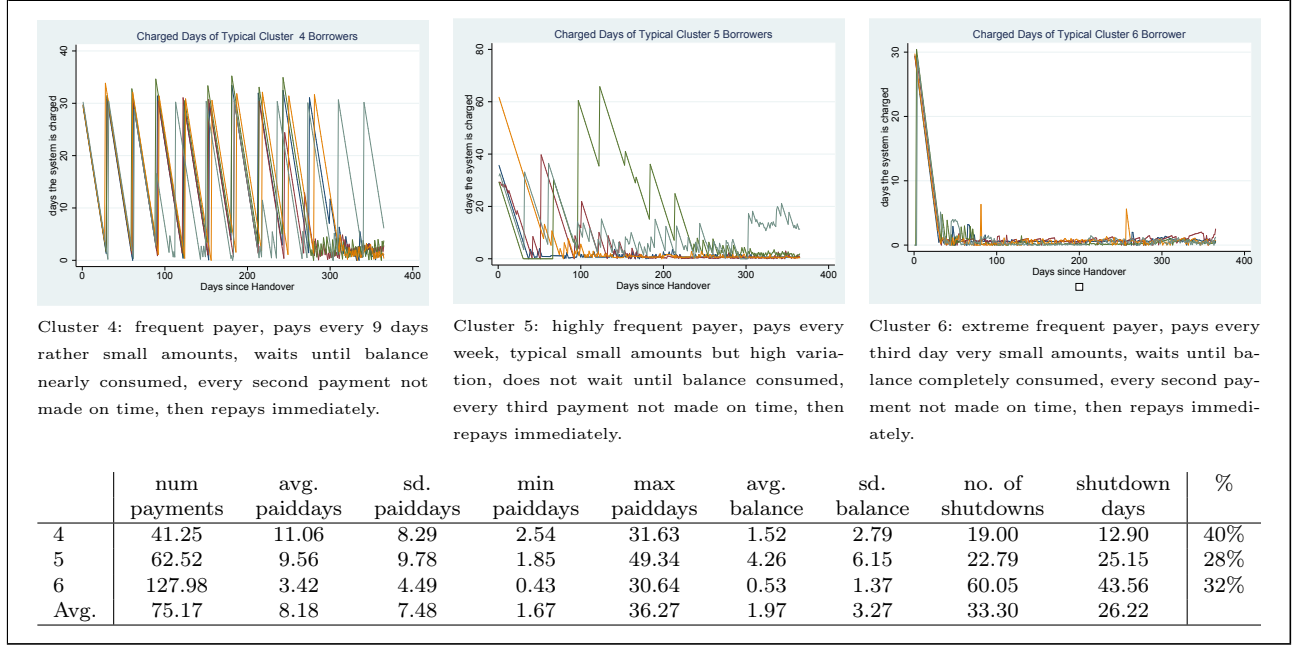 Charged Days of Typical Cluster 4 Borrowers
days the system is charged
40
30
20
10
0
0 100 200 300 400
Days since Handover
Charged Days of Typical Cluster 5 Borrowers
days the system is charged
80
60
40
20
0
0 100 200 300 400
Days since Handover
Charged Days of Typical Cluster 6 Borrower
days the system is charged
30
20
10
0
0 100 200 300 400
Days since Handover
Cluster 4: frequent payer, pays every 9 days
rather small amounts, waits until balance
nearly consumed, every second payment not
made on time, then repays immediately.
Cluster 5: highly frequent payer, pays every
week, typical small amounts but high varia-
tion, does not wait until balance consumed,
every third payment not made on time, then
repays immediately.
Cluster 6: extreme frequent payer, pays every
third day very small amounts, waits until ba-
lance completely consumed, every second pay-
ment not made on time, then repays immedi-
ately.
num avg. sd. min max avg. sd. no. of shutdown %
payments paiddays paiddays paiddays paiddays balance balance shutdowns days
4 41.25 11.06 8.29 2.54 31.63 1.52 2.79 19.00 12.90 40%
5 62.52 9.56 9.78 1.85 49.34 4.26 6.15 22.79 25.15 28%
6 127.98 3.42 4.49 0.43 30.64 0.53 1.37 60.05 43.56 32%
Avg. 75.17 8.18 7.48 1.67 36.27 1.97 3.27 33.30 26.22